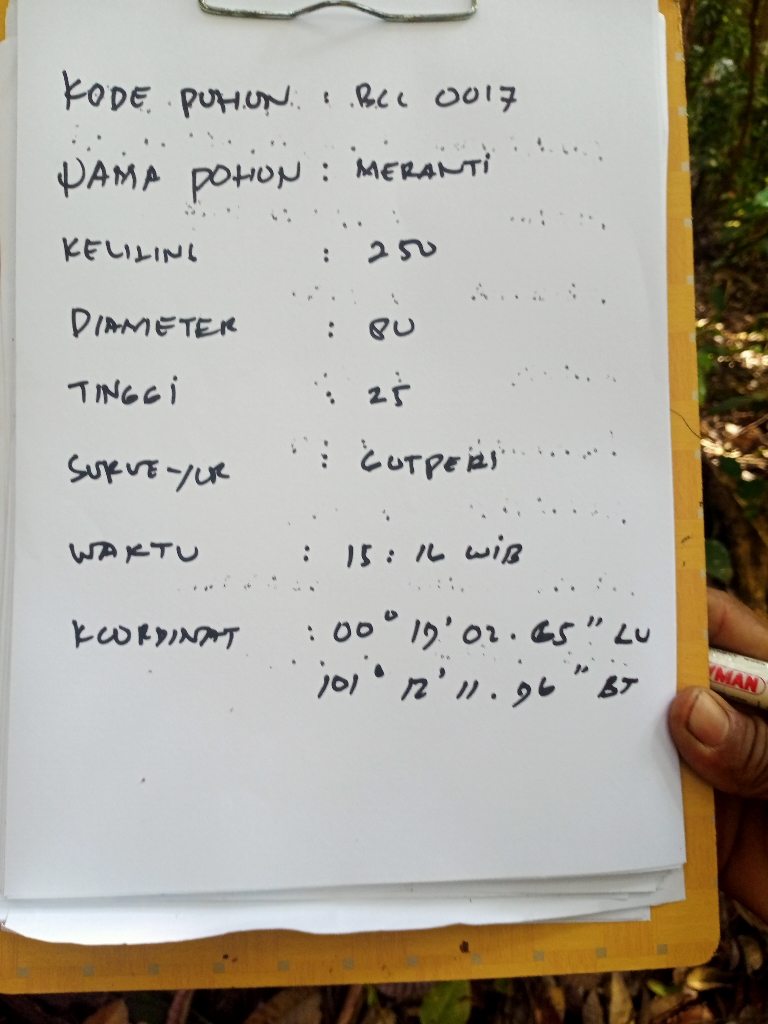 KODE POHON : BCC 0017
NAMA POHON : MERANTI
KELILING : 250
DIAMETER : 80
TINGGI : 25
SURVEYOR : GUTPERI
WAKTU : 15:16 WIB
KOORDINAT : 00° 19' 02.65" LU
101° 12' 11.96" BT
YMAN